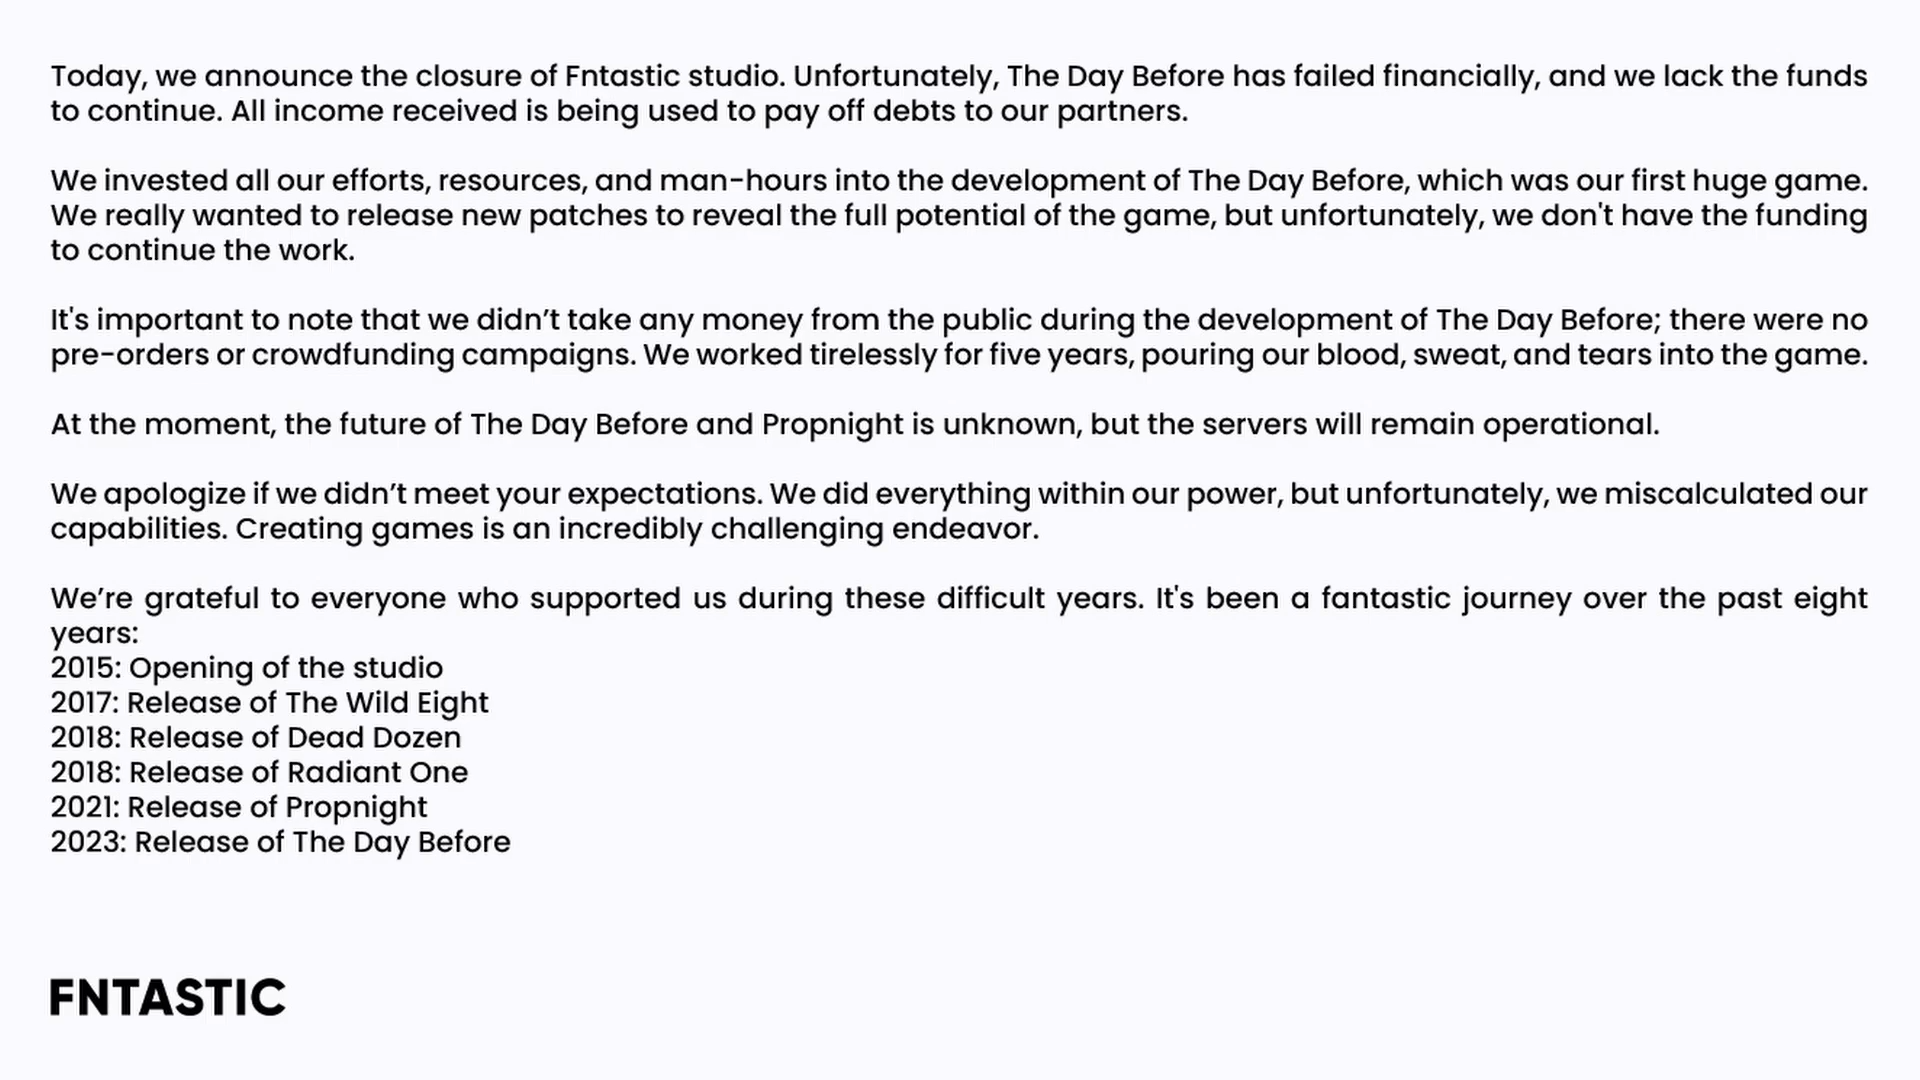 Today, we announce the closure of Fntastic studio. Unfortunately, The Day Before has failed financially, and we lack the funds
to continue. All income received is being used to pay off debts to our partners.
We invested all our efforts, resources, and man-hours into the development of The Day Before, which was our first huge game.
We really wanted to release new patches to reveal the full potential of the game, but unfortunately, we don't have the funding
to continue the work.
It's important to note that we didn’t take any money from the public during the development of The Day Before; there were no
pre-orders or crowdfunding campaigns. We worked tirelessly for five years, pouring our blood, sweat, and tears into the game.
At the moment, the future of The Day Before and Propnight is unknown, but the servers will remain operational.
We apologize if we didn’t meet your expectations. We did everything within our power, but unfortunately, we miscalculated our
capabilities. Creating games is an incredibly challenging endeavor.
We’re grateful to everyone who supported us during these difficult years. It's been a fantastic journey over the past eight
years:
2015: Opening of the studio
2017: Release of The Wild Eight
2018: Release of Dead Dozen
2018: Release of Radiant One
2021: Release of Propnight
2023: Release of The Day Before
FNTASTIC